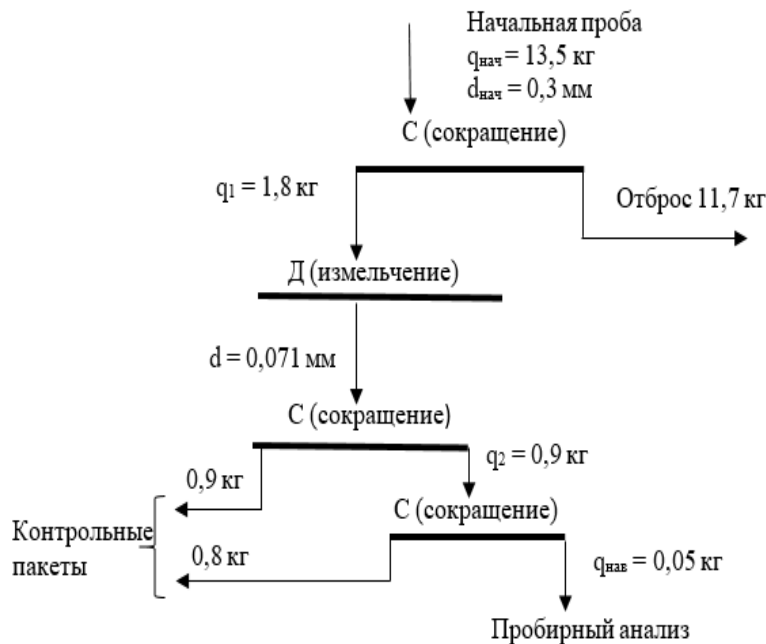 Начальная проба
qнач = 13,5 кг
dнач = 0,3 мм
С (сокращение)
q1 = 1,8 кг
Отброс 11,7 кг
Д (измельчение)
d = 0,071 мм
С (сокращение)
q2 = 0,9 кг
0,9 кг
С (сокращение)
Контрольные
пакеты
0,8 кг
qнав = 0,05 кг
Пробирный анализ